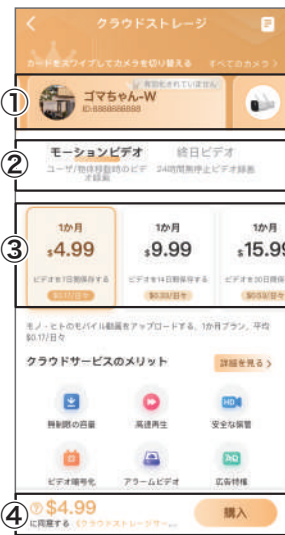 クラウドストレージ
カードをスワイプしてカメラを切り替える すべてのカメラ >
① 有効化されていません
ゴマちゃん-W
ID:8888888888
② モーションビデオ 終日ビデオ
ユーザ/物体移動時のビデオ録画 24時間無停止ビデオ録画
③ 1か月 1か月 1か月
$4.99 $9.99 $15.99
ビデオを7日間保存する ビデオを14日間保存する ビデオを30日間保
$0.17/日々 $0.33/日々 $0.53/日々
モノ・ヒトのモバイル動画をアップロードする、1か月プラン、平均
$0.17/日々
クラウドサービスのメリット 詳細を見る >
無制限の容量 高速再生 安全な保管
ビデオ暗号化 アラームビデオ 広告特権
④ $4.99 購入
に同意する 《クラウドストレージサー...